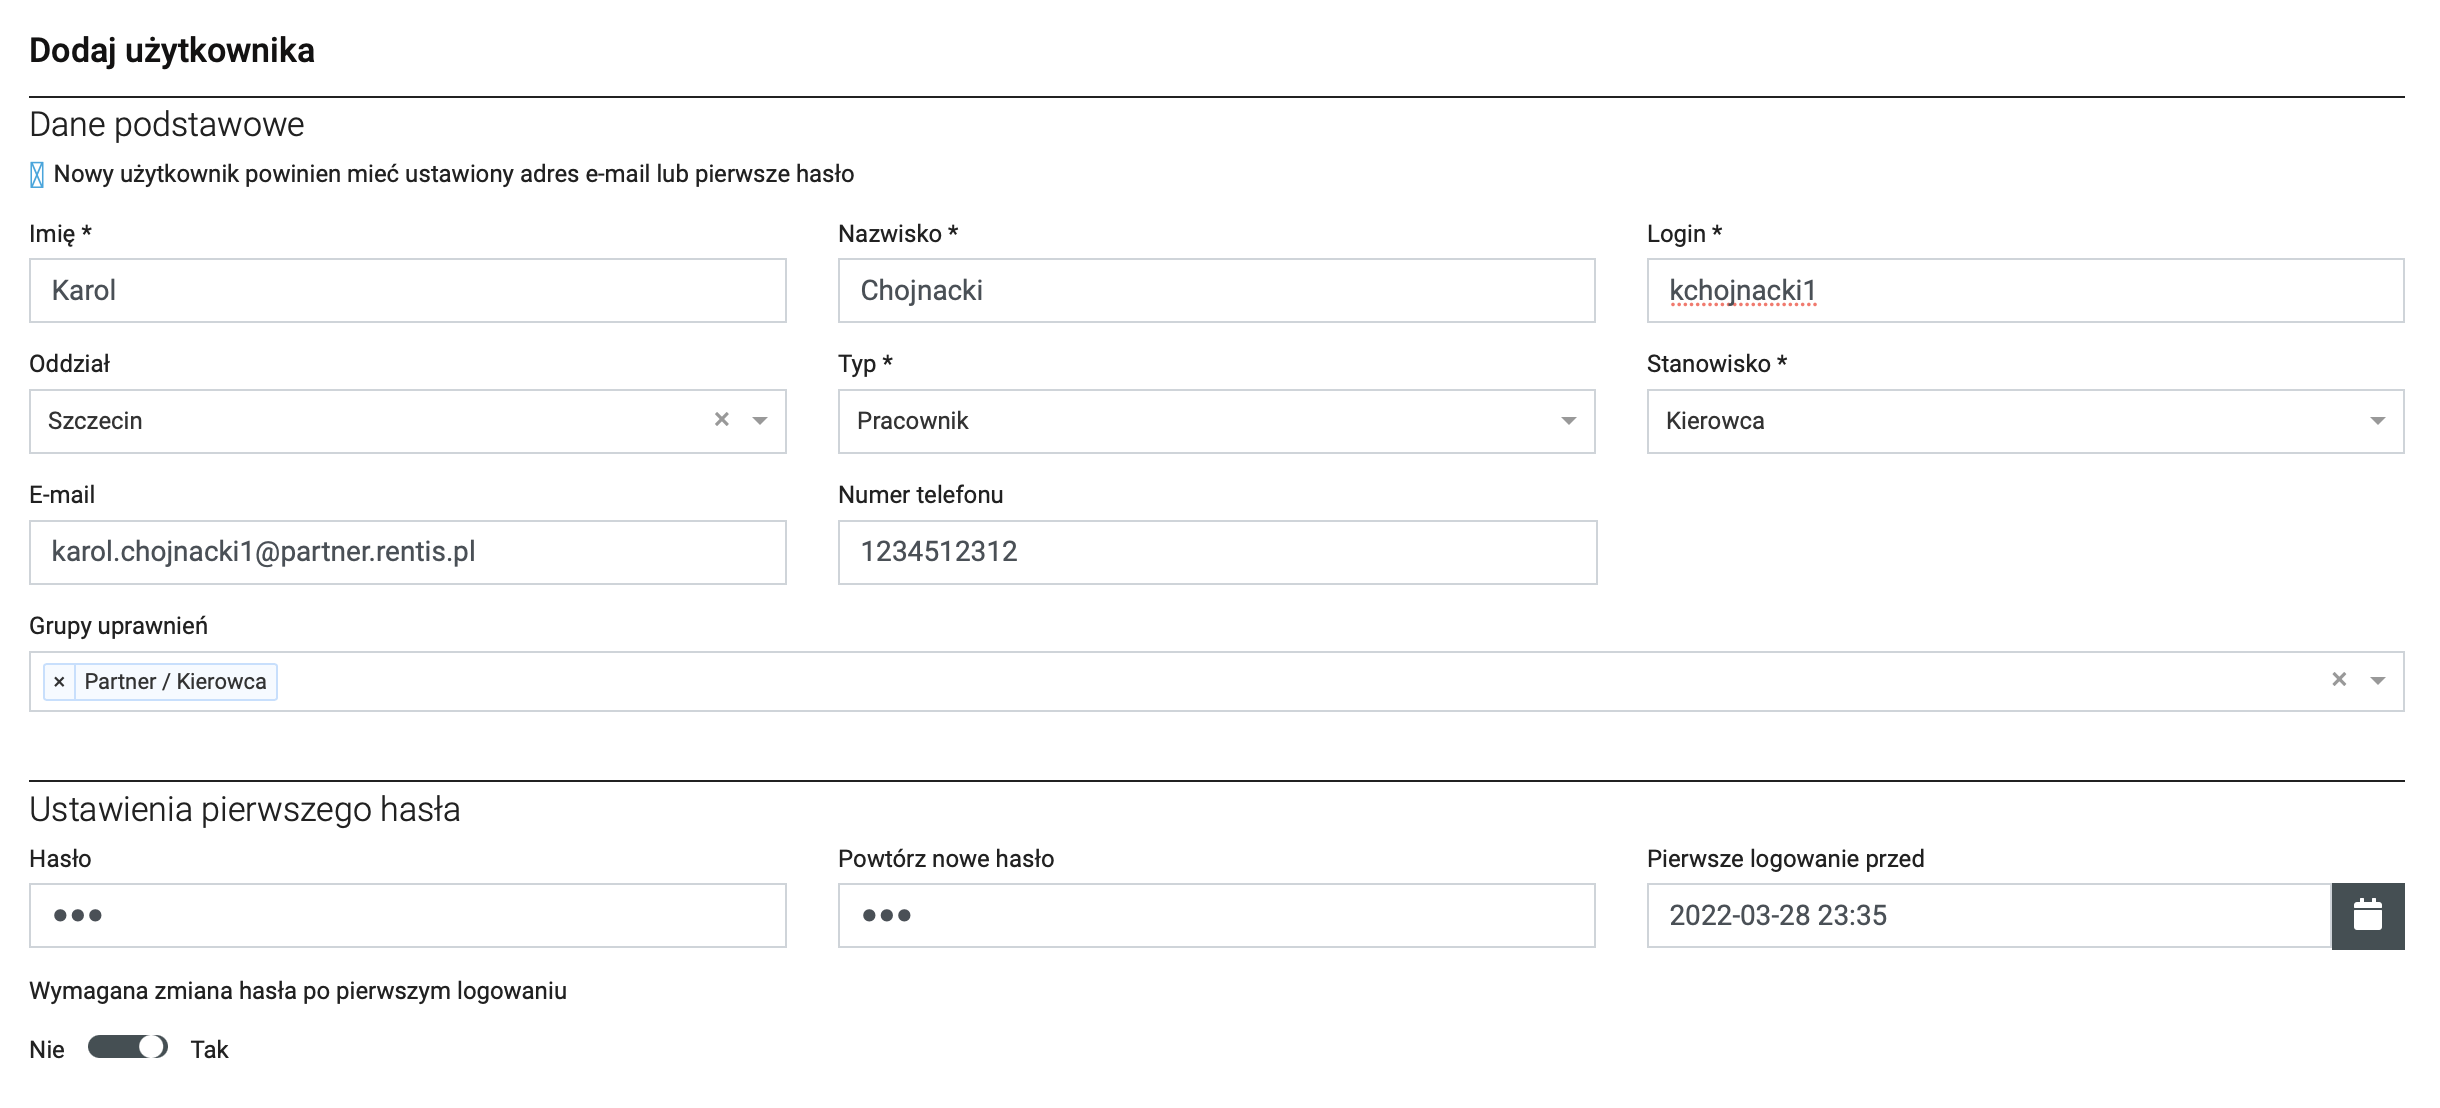 Dodaj użytkownika
Dane podstawowe
Nowy użytkownik powinien mieć ustawiony adres e-mail lub pierwsze hasło
Imię * Nazwisko * Login *
Karol Chojnacki kchojnacki1
Oddział Typ * Stanowisko *
Szczecin × Pracownik Kierowca
E-mail Numer telefonu
karol.chojnacki1@partner.rentis.pl 1234512312
Grupy uprawnień
× Partner / Kierowca ×
Ustawienia pierwszego hasła
Hasło Powtórz nowe hasło Pierwsze logowanie przed
••• ••• 2022-03-28 23:35
Wymagana zmiana hasła po pierwszym logowaniu
Nie Tak